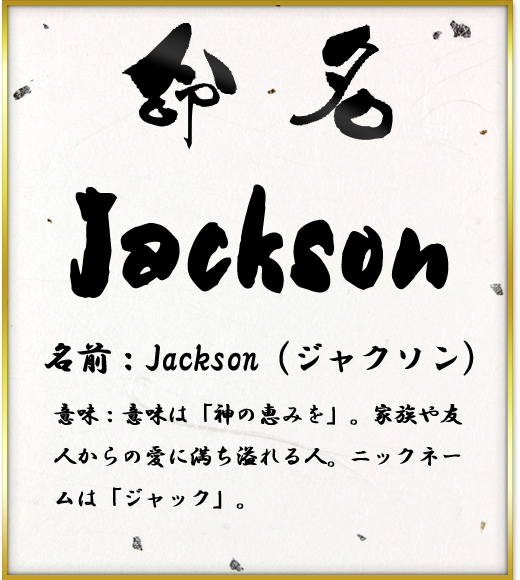 命名
Jackson
名前：Jackson（ジャクソン）
意味：意味は「神の恵みを」。家族や友
人からの愛に満ち溢れる人。ニックネー
ムは「ジャック」。